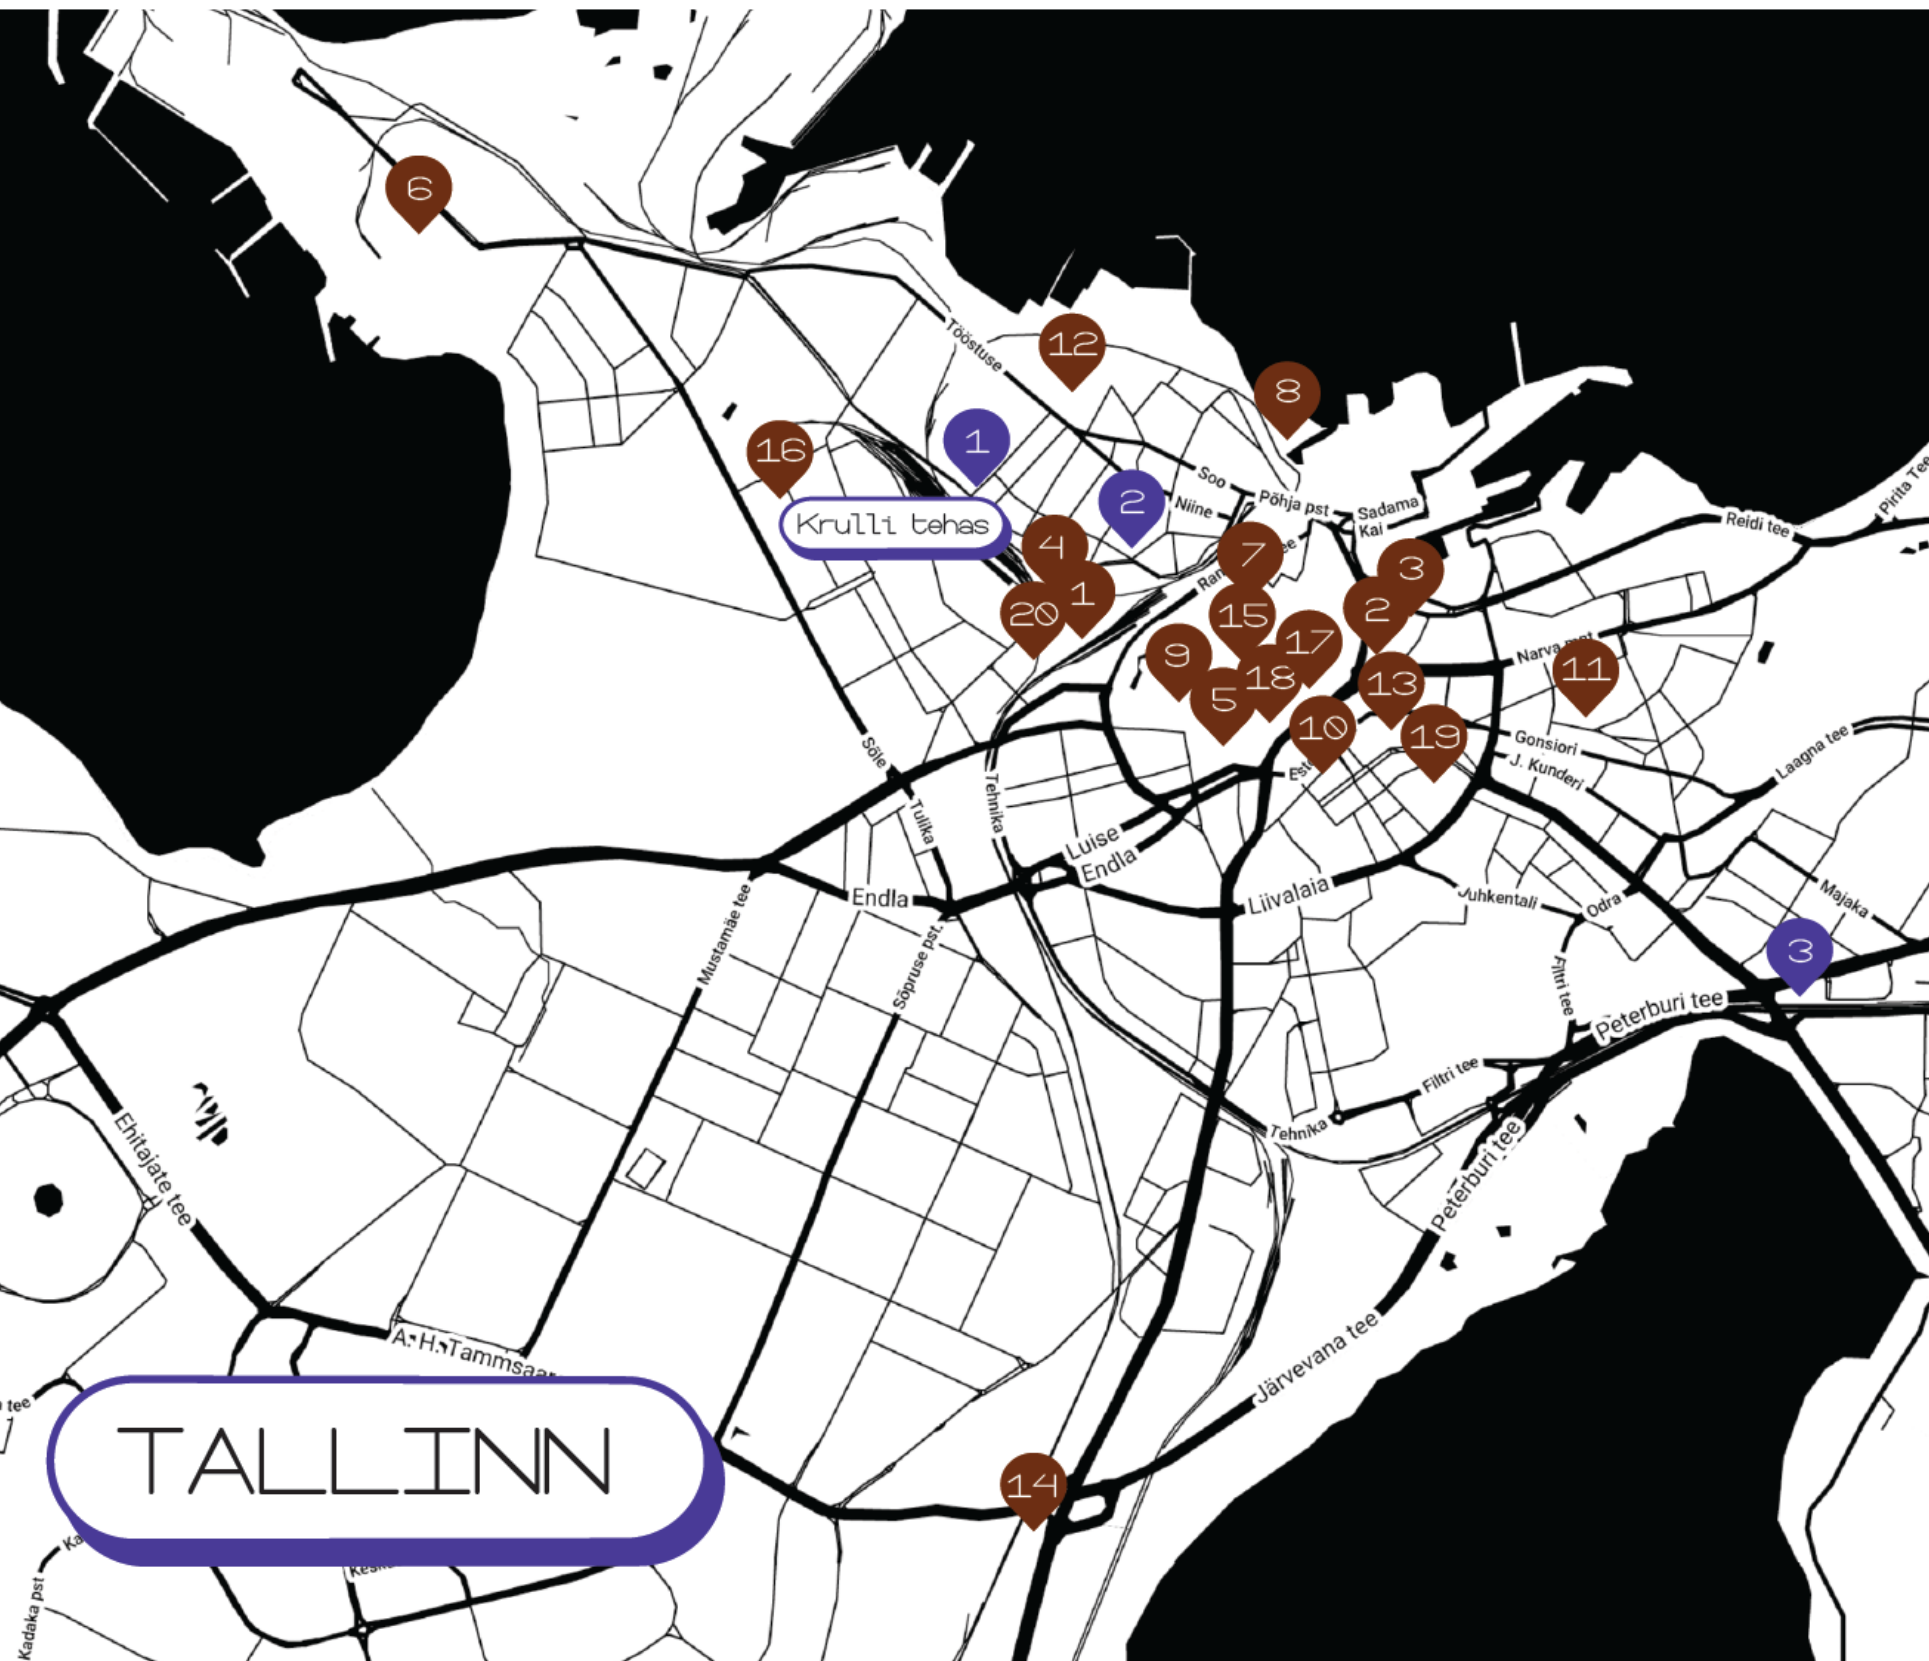 6
12
8
Tööstuse
1
16
Soo
2
Niine
Põhja pst
Sadama
Kai
Pirita Tee
Reidi tee
Krulli tehas
4
7
3
1
20
15
2
17
9
18
5
13
Narva mnt
11
10
19
Gonsiori
J. Kunderi
Laagna tee
Sõle
Tehnika
Tulika
Luise
Endla
Endla
Liivalaia
Juhkentali
Odra
Majaka
Mustamäe tee
Sõpruse pst.
3
Filtri tee
Peterburi tee
Filtri tee
Tehnika
Peterburi tee
Ehitajate tee
Järvevana tee
A. H. Tammsaar
tee
TALLINN
14
Kadaka pst